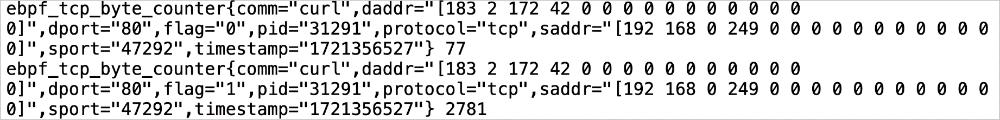 ebpf_tcp_byte_counter{comm="curl",daddr="[183 2 172 42 0 0 0 0 0 0 0 0 0 0 0
0]",dport="80",flag="0",pid="31291",protocol="tcp",saddr="[192 168 0 249 0 0 0 0 0 0 0 0 0 0 0
0]",sport="47292",timestamp="1721356527"} 77
ebpf_tcp_byte_counter{comm="curl",daddr="[183 2 172 42 0 0 0 0 0 0 0 0 0 0 0
0]",dport="80",flag="1",pid="31291",protocol="tcp",saddr="[192 168 0 249 0 0 0 0 0 0 0 0 0 0 0
0]",sport="47292",timestamp="1721356527"} 2781